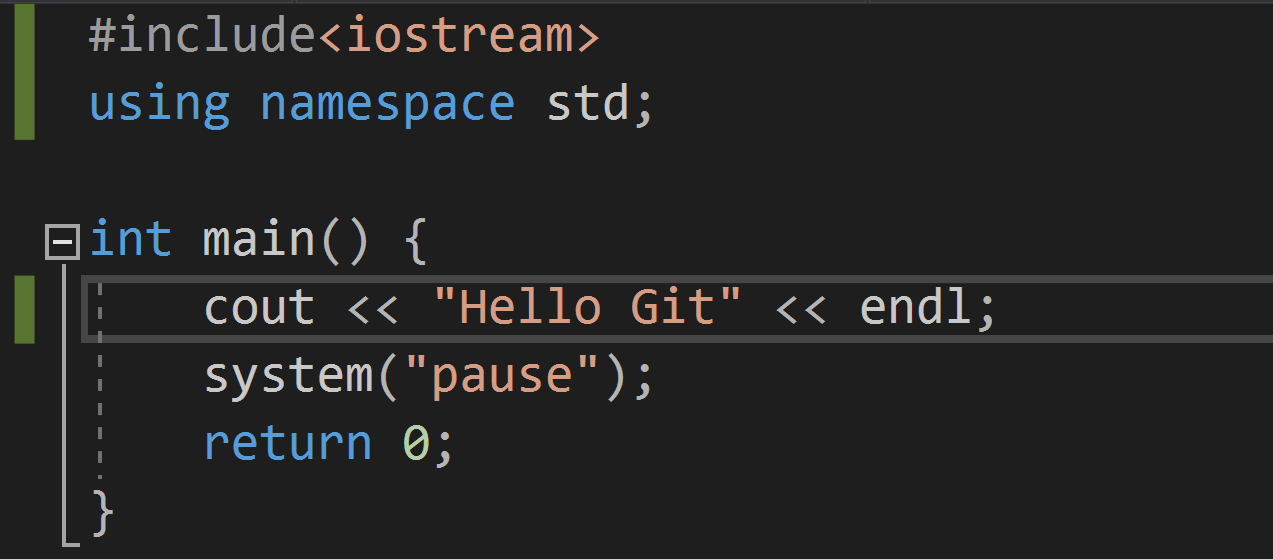 #include<iostream>
using namespace std;
int main() {
cout << "Hello Git" << endl;
system("pause");
return 0;
}